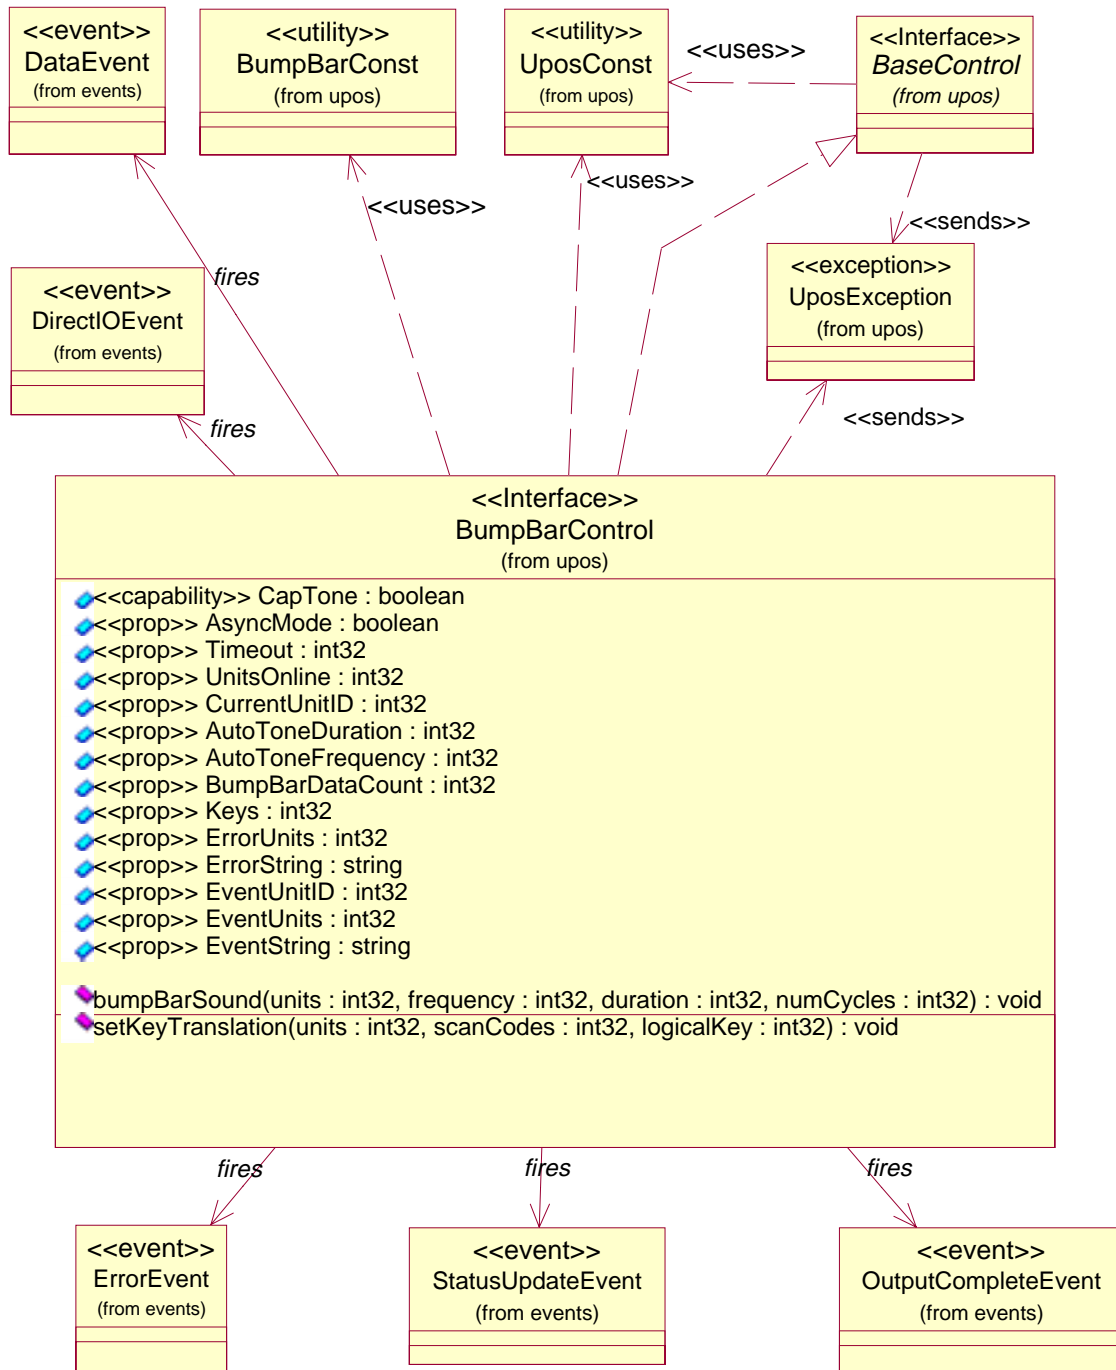 <<event>>
DataEvent
(from events)
<<utility>>
BumpBarConst
(from upos)
<<utility>>
UposConst
(from upos)
<<uses>>
<<Interface>>
BaseControl
(from upos)
<<uses>>
<<uses>>
<<sends>>
<<event>>
DirectIOEvent
(from events)
fires
<<exception>>
UposException
(from upos)
fires
<<sends>>
<<Interface>>
BumpBarControl
(from upos)
<<capability>> CapTone : boolean
<<prop>> AsyncMode : boolean
<<prop>> Timeout : int32
<<prop>> UnitsOnline : int32
<<prop>> CurrentUnitID : int32
<<prop>> AutoToneDuration : int32
<<prop>> AutoToneFrequency : int32
<<prop>> BumpBarDataCount : int32
<<prop>> Keys : int32
<<prop>> ErrorUnits : int32
<<prop>> ErrorString : string
<<prop>> EventUnitID : int32
<<prop>> EventUnits : int32
<<prop>> EventString : string
bumpBarSound(units : int32, frequency : int32, duration : int32, numCycles : int32) : void
setKeyTranslation(units : int32, scanCodes : int32, logicalKey : int32) : void
fires
fires
fires
<<event>>
ErrorEvent
(from events)
<<event>>
StatusUpdateEvent
(from events)
<<event>>
OutputCompleteEvent
(from events)